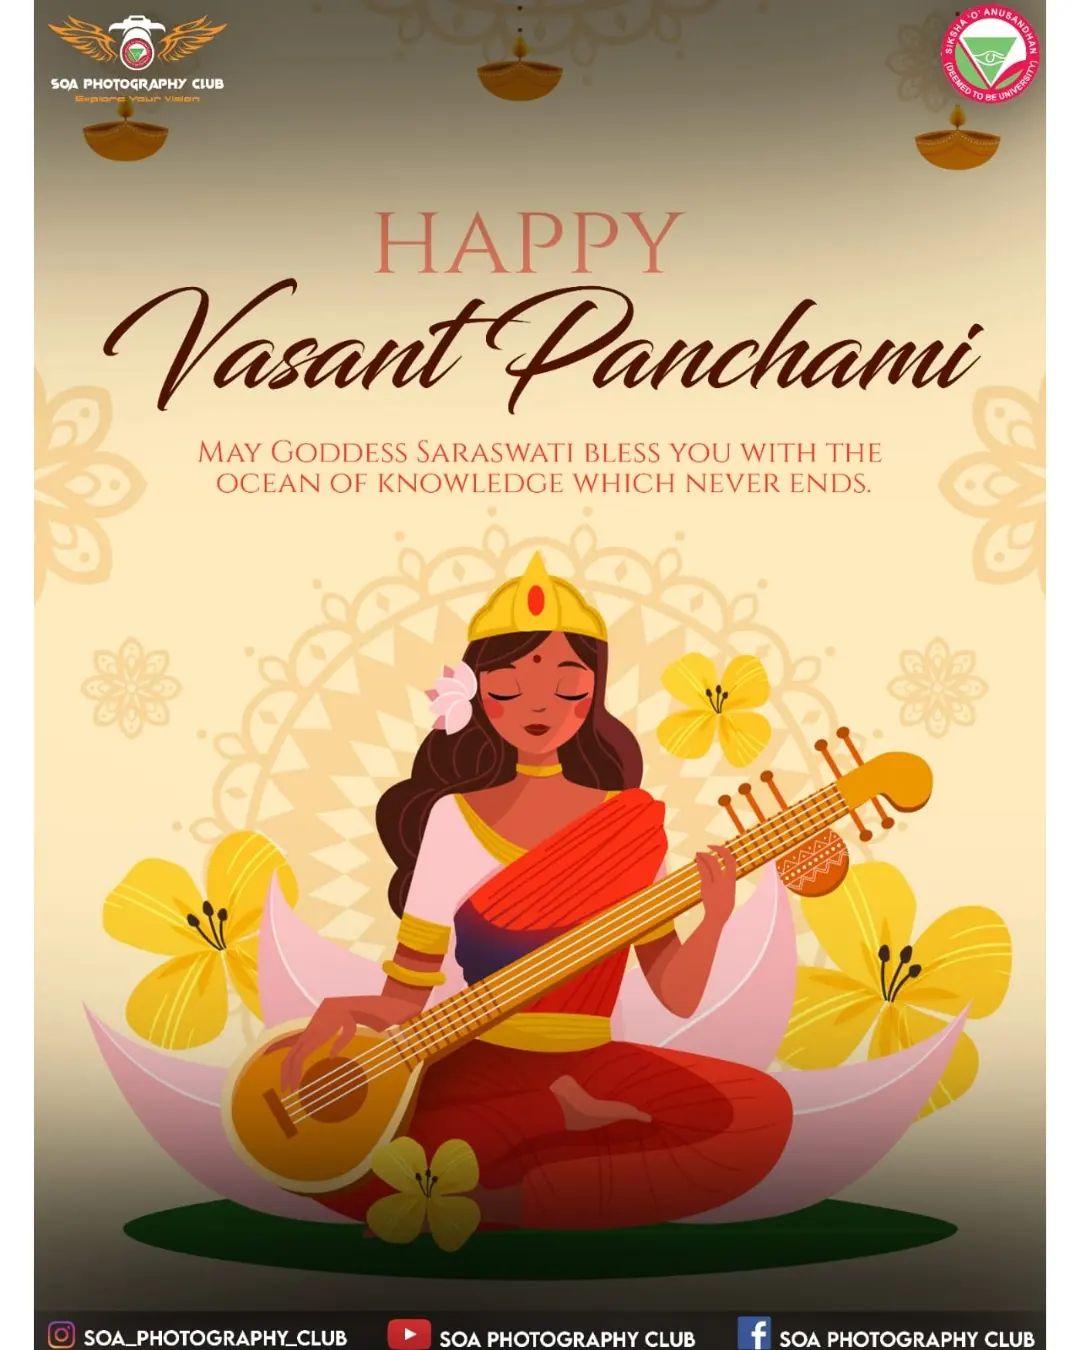 SOA PHOTOGRAPHY CLUB
Explore Your Vision
SIKSHA 'O' ANUSANDHAN
(DEEMED TO BE UNIVERSITY)
HAPPY
Vasant Panchami
MAY GODDESS SARASWATI BLESS YOU WITH THE
OCEAN OF KNOWLEDGE WHICH NEVER ENDS.
SOA_PHOTOGRAPHY_CLUB
SOA PHOTOGRAPHY CLUB
SOA PHOTOGRAPHY CLUB